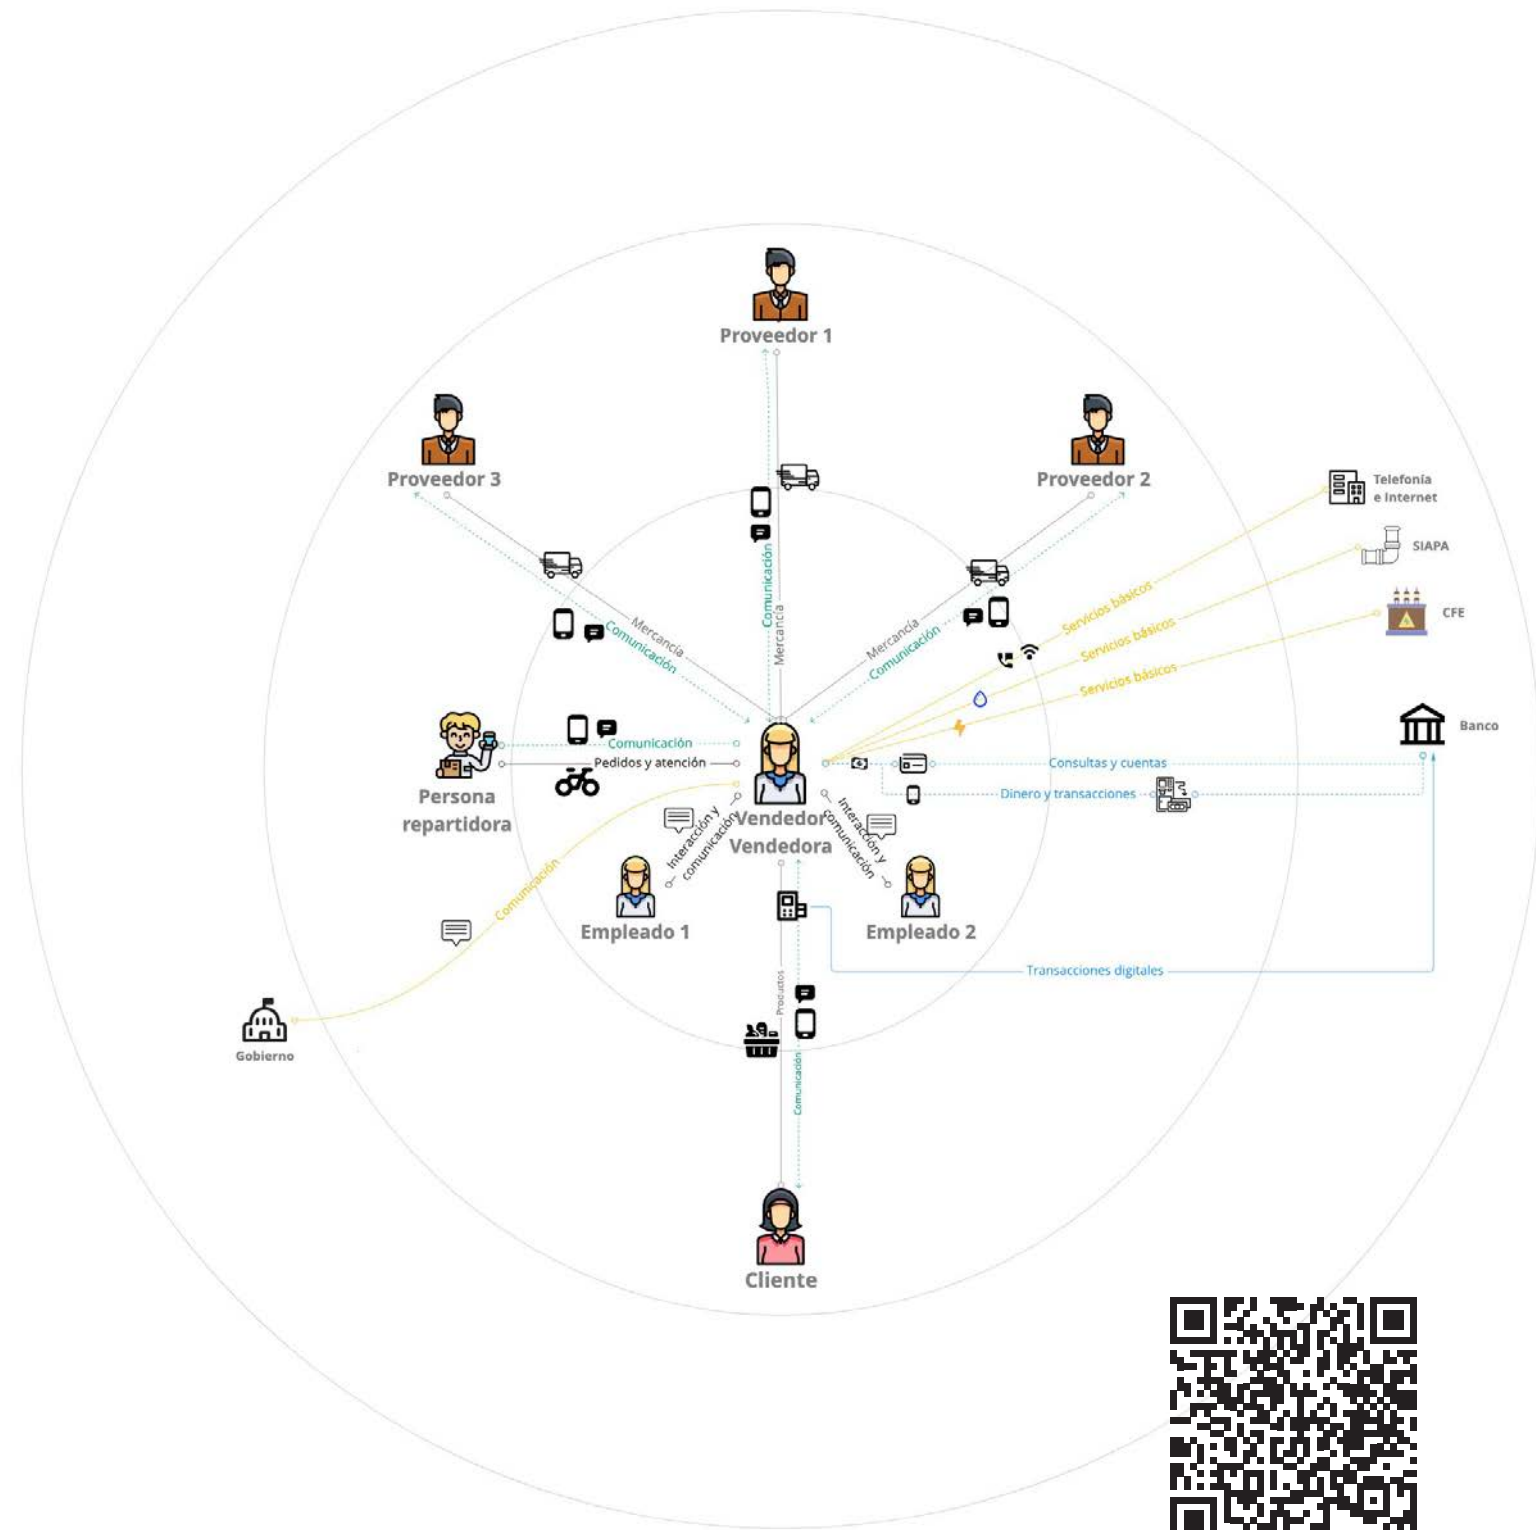 Proveedor 1
Proveedor 3
Proveedor 2
Telefonía
e Internet
SIAPA
CFE
Banco
Servicios básicos
Servicios básicos
Servicios básicos
Comunicación
Mercancía
Mercancía
Comunicación
Mercancía
Comunicación
Comunicación
Pedidos y atención
Persona
repartidora
Consultas y cuentas
Dinero y transacciones
Vendedor
Vendedora
Interacción y
comunicación
Interacción y
comunicación
Comunicación
Empleado 1
Empleado 2
Transacciones digitales
Productos
Comunicación
Gobierno
Cliente